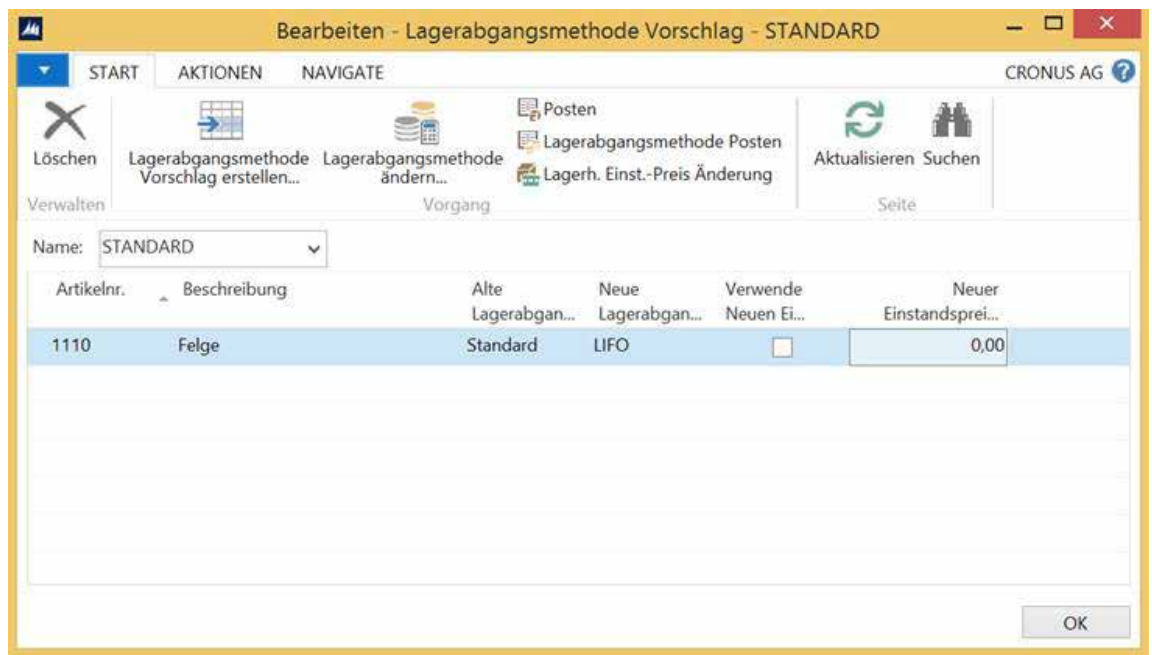 Bearbeiten - Lagerabgangsmethode Vorschlag - STANDARD
START AKTIONEN NAVIGATE CRONUS AG
Löschen
Lagerabgangsmethode Vorschlag erstellen...
Lagerabgangsmethode ändern...
Posten
Lagerabgangsmethode Posten
Lagerh. Einst.-Preis Änderung
Aktualisieren Suchen
Verwalten Vorgang Seite
Name: STANDARD
Artikelnr. Beschreibung Alte Lagerabgan... Neue Lagerabgan... Verwende Neuen Ei... Neuer Einstandsprei...
1110 Felge Standard LIFO 0,00
OK